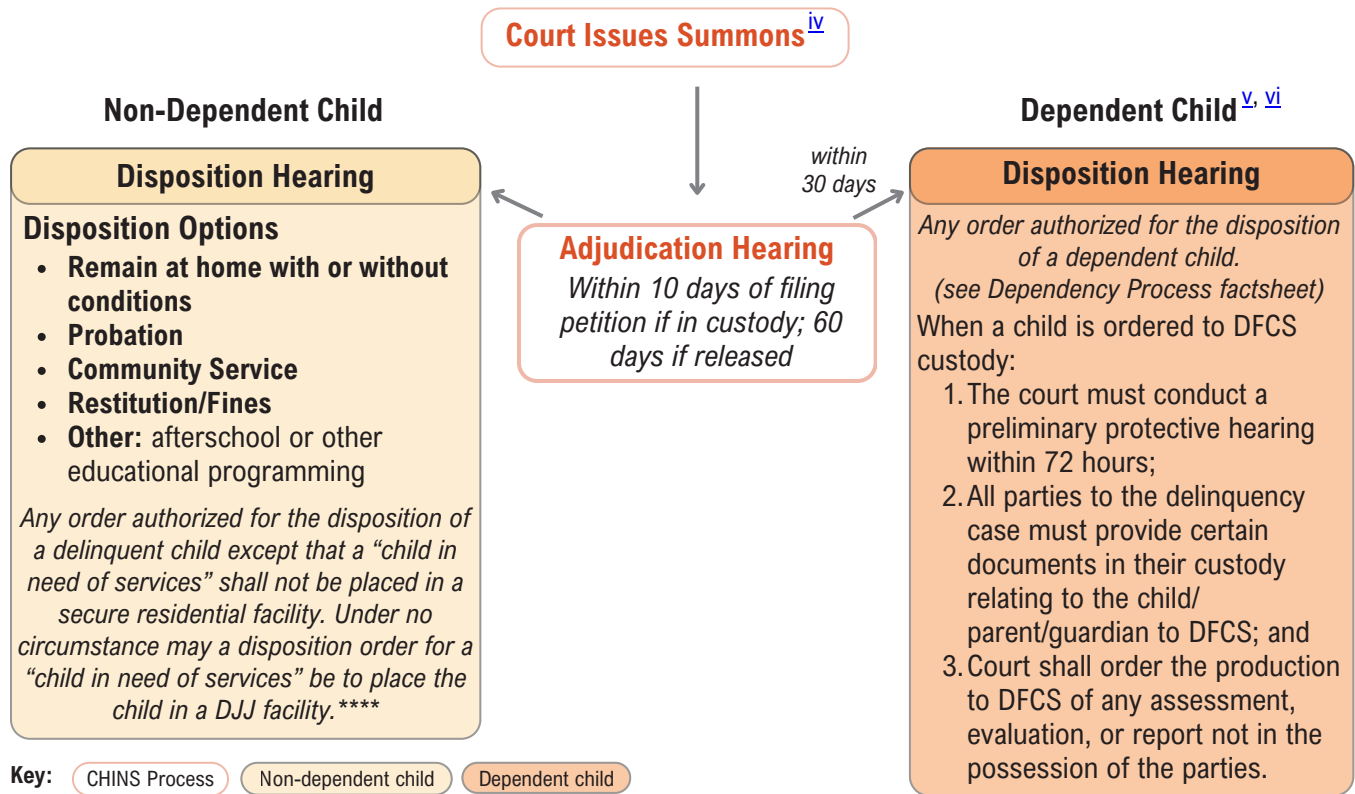 Court Issues Summons iv
Non-Dependent Child
Disposition Hearing
Disposition Options
• Remain at home with or without
conditions
• Probation
• Community Service
• Restitution/Fines
• Other: afterschool or other
educational programming
Any order authorized for the disposition of
a delinquent child except that a “child in
need of services” shall not be placed in a
secure residential facility. Under no
circumstance may a disposition order for a
“child in need of services” be to place the
child in a DJJ facility.****
Adjudication Hearing
Within 10 days of filing
petition if in custody; 60
days if released
within
30 days
Dependent Child v, vi
Disposition Hearing
Any order authorized for the disposition
of a dependent child.
(see Dependency Process factsheet)
When a child is ordered to DFCS
custody:
1. The court must conduct a
preliminary protective hearing
within 72 hours;
2. All parties to the delinquency
case must provide certain
documents in their custody
relating to the child/
parent/guardian to DFCS; and
3. Court shall order the production
to DFCS of any assessment,
evaluation, or report not in the
possession of the parties.
Key: CHINS Process Non-dependent child Dependent child